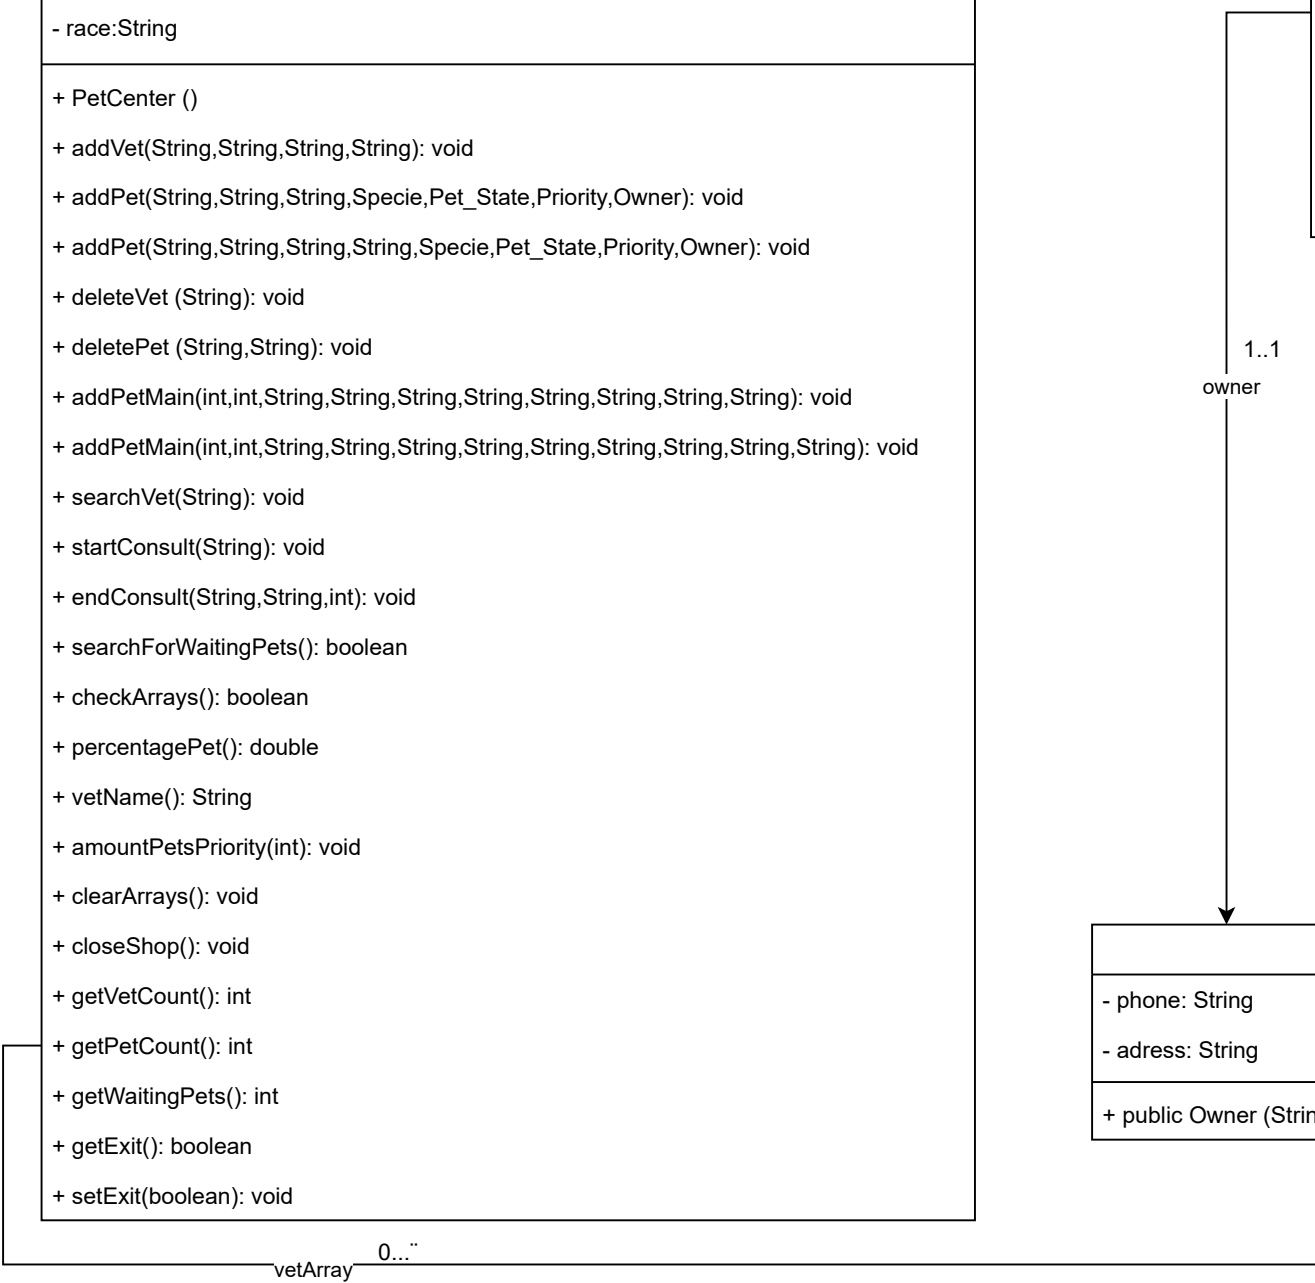 - race:String
+ PetCenter ()
+ addVet(String,String,String,String): void
+ addPet(String,String,String,Specie,Pet_State,Priority,Owner): void
+ addPet(String,String,String,String,Specie,Pet_State,Priority,Owner): void
+ deleteVet (String): void
+ deletePet (String,String): void
+ addPetMain(int,int,String,String,String,String,String,String,String,String): void
+ addPetMain(int,int,String,String,String,String,String,String,String,String,String): void
+ searchVet(String): void
+ startConsult(String): void
+ endConsult(String,String,int): void
+ searchForWaitingPets(): boolean
+ checkArrays(): boolean
+ percentagePet(): double
+ vetName(): String
+ amountPetsPriority(int): void
+ clearArrays(): void
+ closeShop(): void
+ getVetCount(): int
+ getPetCount(): int
+ getWaitingPets(): int
+ getExit(): boolean
+ setExit(boolean): void
0...¨
vetArray
1..1
owner
- phone: String
- adress: String
+ public Owner (Strin